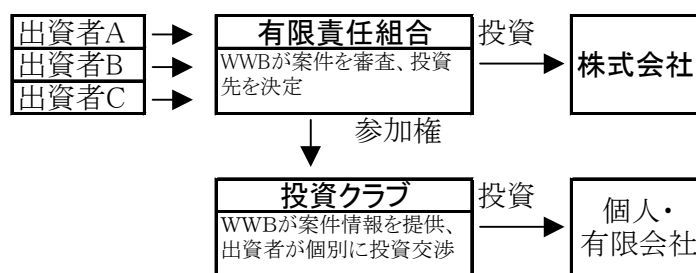 出資者A
出資者B
出資者C
有限責任組合
WWBが案件を審査、投資
先を決定
投資
株式会社
参加権
投資クラブ
WWBが案件情報を提供、
出資者が個別に投資交渉
投資
個人・
有限会社